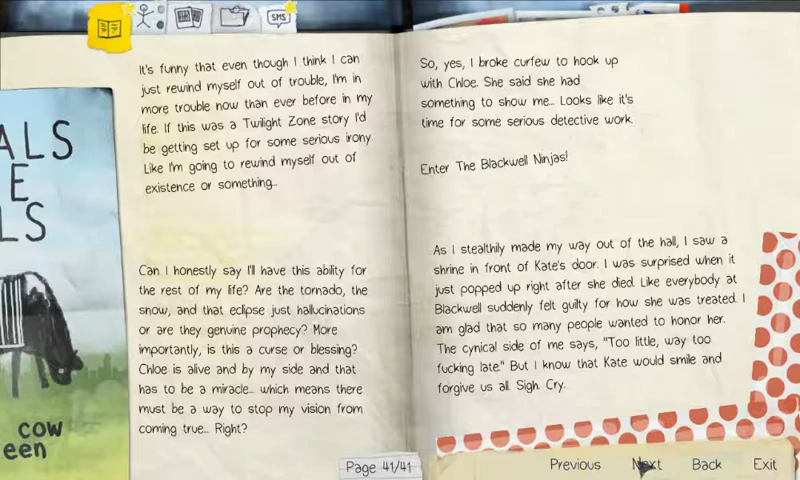 SMS
ALS
E
LS
cow
een
It's funny that even though I think I can
just rewind myself out of trouble, I'm in
more trouble now than ever before in my
life. If this was a Twilight Zone story I'd
be getting set up for some serious irony.
Like I'm going to rewind myself out of
existence or something...
Can I honestly say I'll have this ability for
the rest of my life? Are the tornado, the
snow, and that eclipse just hallucinations
or are they genuine prophecy? More
importantly, is this a curse or blessing?
Chloe is alive and by my side and that
has to be a miracle... which means there
must be a way to stop my vision from
coming true... Right?
So, yes, I broke curfew to hook up
with Chloe. She said she had
something to show me... Looks like it's
time for some serious detective work.
Enter The Blackwell Ninjas!
As I stealthily made my way out of the hall, I saw a
shrine in front of Kate's door. I was surprised when it
just popped up right after she died. Like everybody at
Blackwell suddenly felt guilty for how she was treated. I
am glad that so many people wanted to honor her.
The cynical side of me says, "Too little, way too
fucking late." But I know that Kate would smile and
forgive us all. Sigh. Cry.
Page 41/41
Previous Next Back Exit